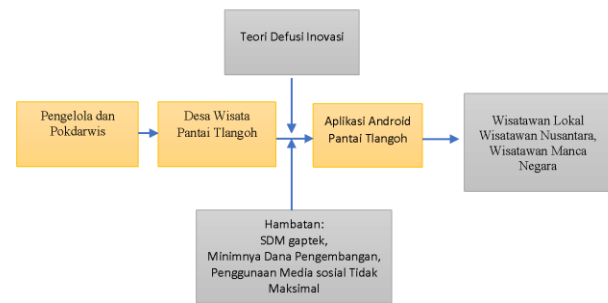 Teori Defusi Inovasi
Pengelola dan
Pokdarwis
Desa Wisata
Pantai Tlangoh
Aplikasi Android
Pantai Tlangoh
Wisatawan Lokal
Wisatawan Nusantara,
Wisatawan Manca
Negara
Hambatan:
SDM gaptek,
Minimnya Dana Pengembangan,
Penggunaan Media sosial Tidak
Maksimal